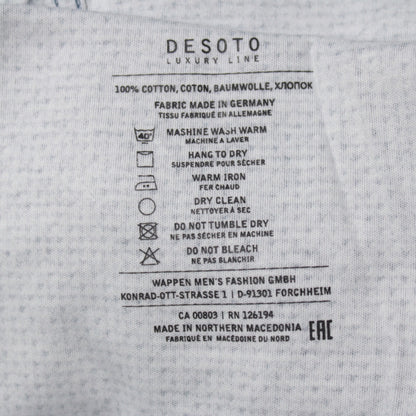 DESOTO
LUXURY LINE
100% COTTON, COTON, BAUMWOLLE, ХЛОПОК
FABRIC MADE IN GERMANY
TISSU FABRIQUÉ EN ALLEMAGNE
40°
MASHINE WASH WARM
MACHINE A LAVER
HANG TO DRY
SUSPENDRE POUR SÉCHER
WARM IRON
FER CHAUD
DRY CLEAN
NETTOYER À SEC
DO NOT TUMBLE DRY
NE PAS SÉCHER EN MACHINE
DO NOT BLEACH
NE PAS BLANCHIR
WAPPEN MEN'S FASHION GMBH
KONRAD-OTT-STRASSE 1 | D-91301 FORCHHEIM
CA 00803 | RN 126194
MADE IN NORTHERN MACEDONIA
FABRIQUÉ EN MACÉDOINE DU NORD
EAC